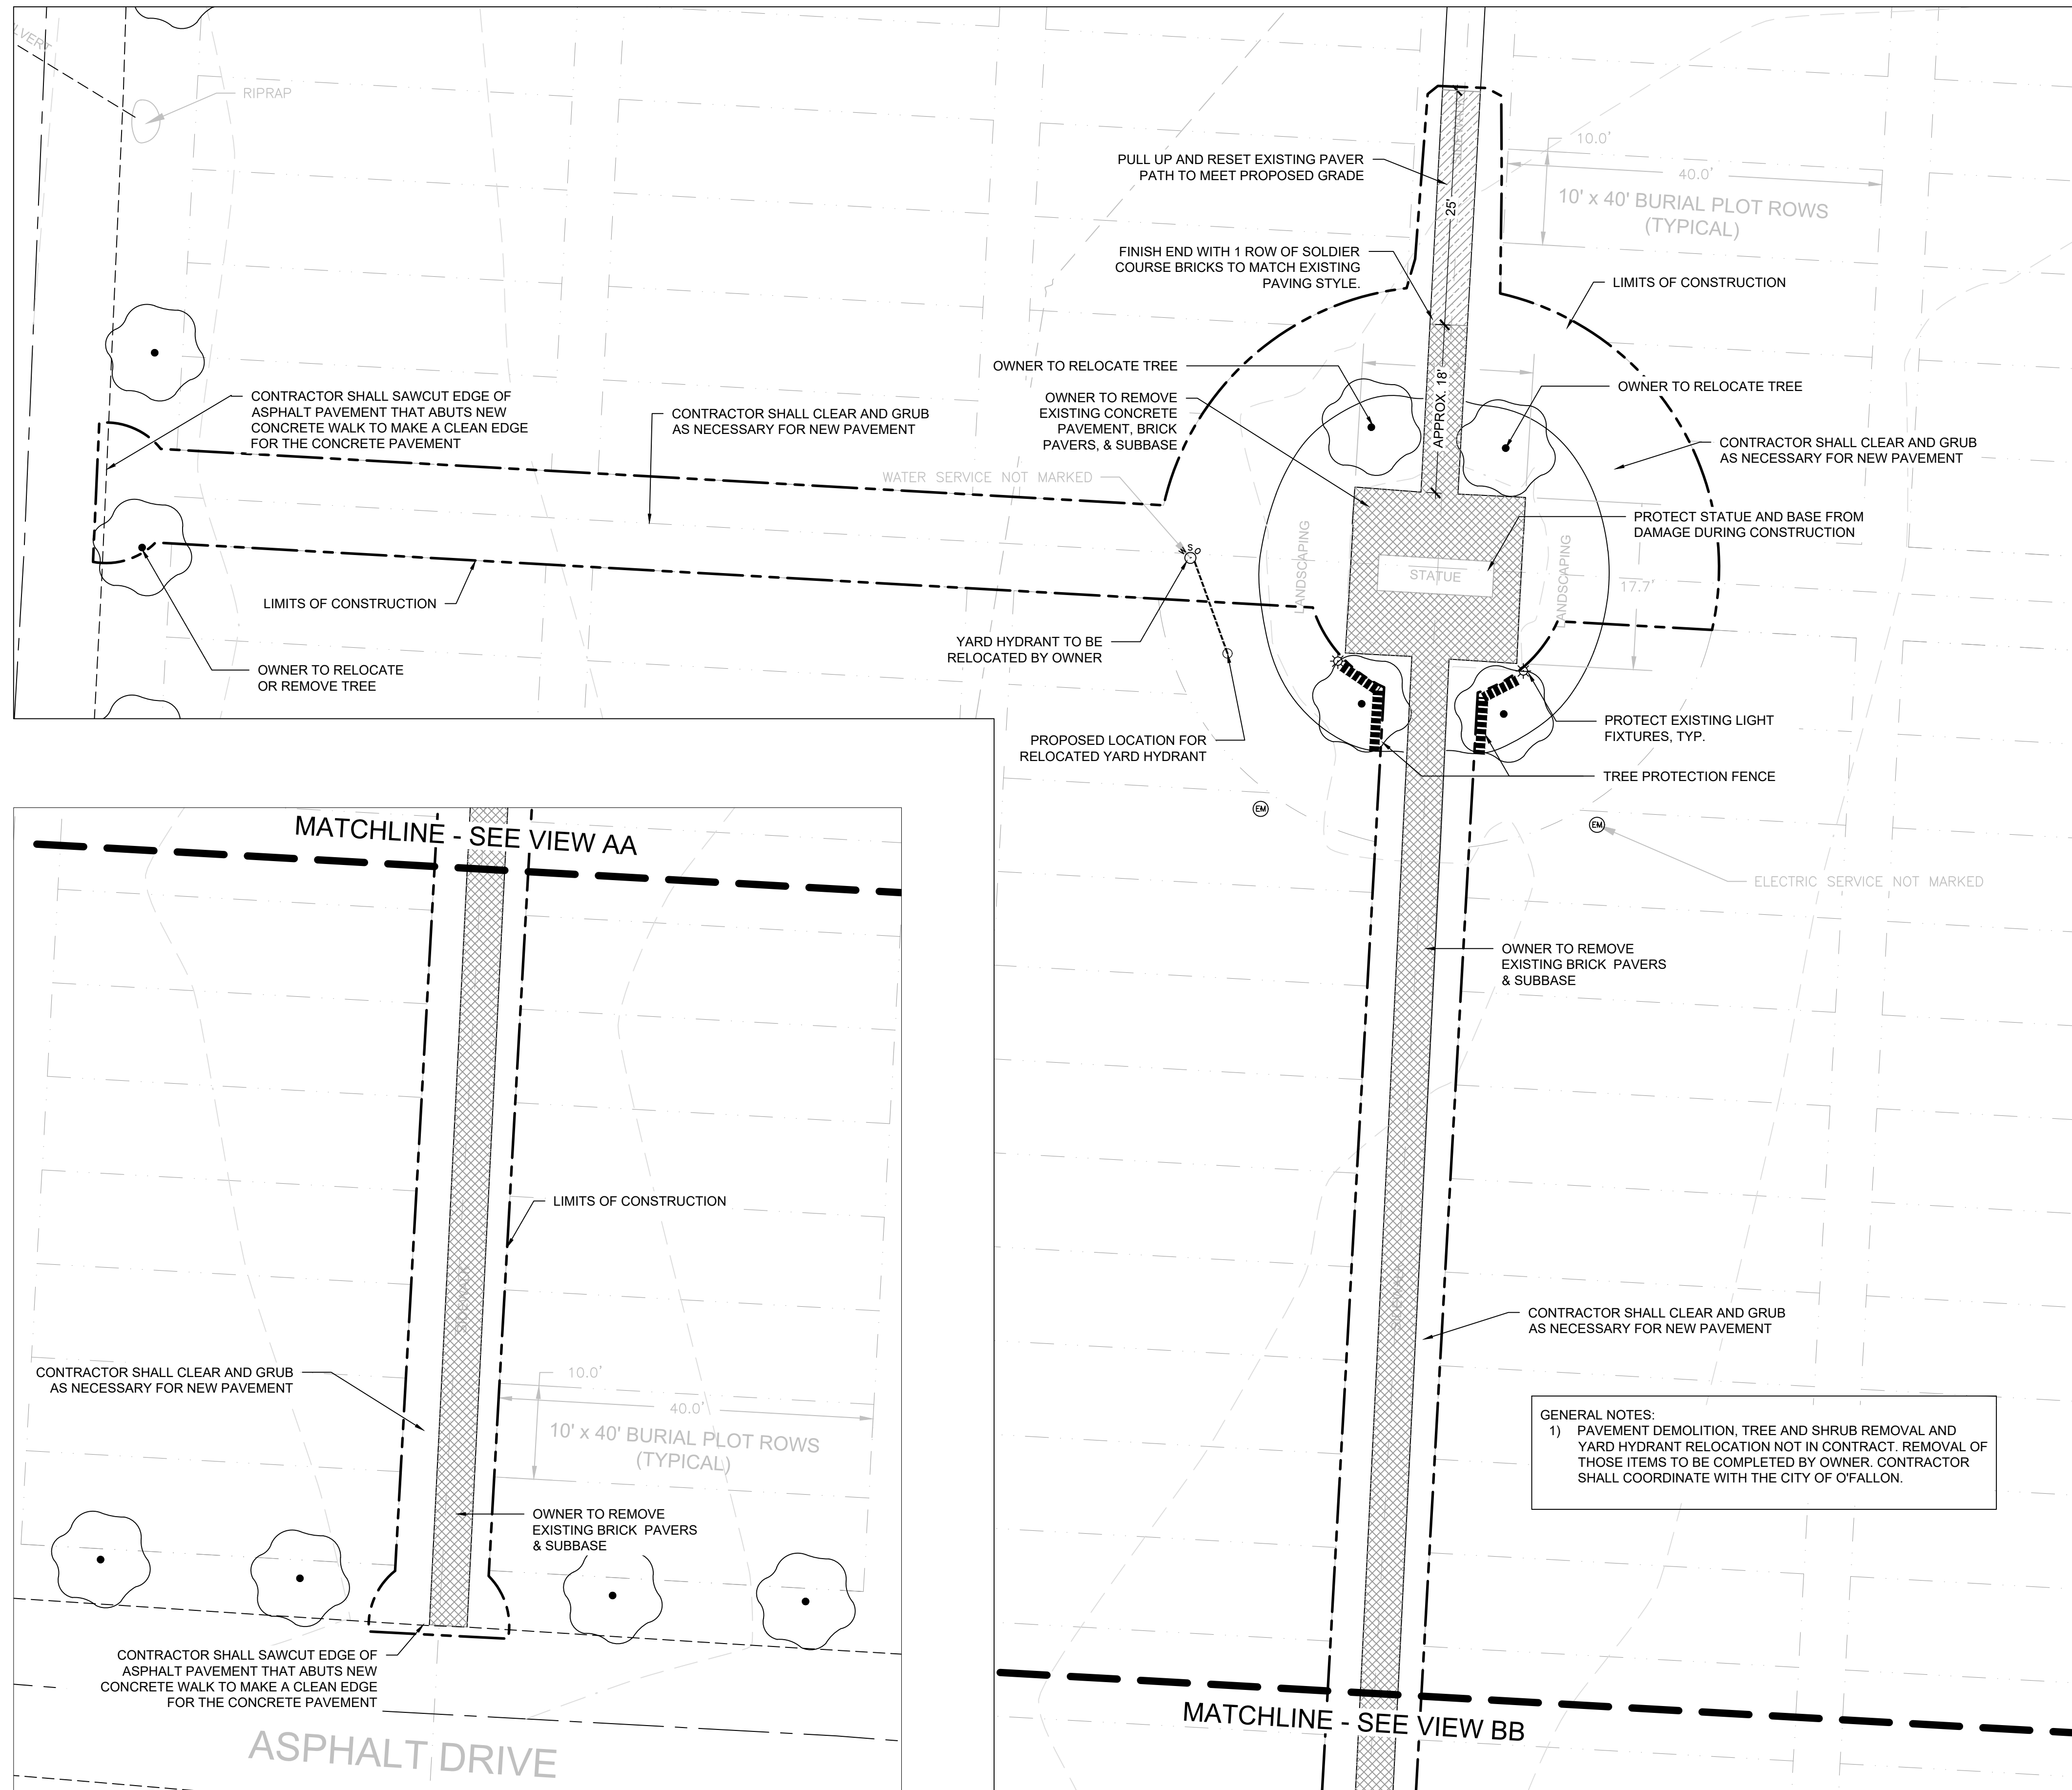 LVERT
RIPRAP
PULL UP AND RESET EXISTING PAVER
PATH TO MEET PROPOSED GRADE
25'
10.0'
40.0'
10' x 40' BURIAL PLOT ROWS
(TYPICAL)
FINISH END WITH 1 ROW OF SOLDIER
COURSE BRICKS TO MATCH EXISTING
PAVING STYLE.
LIMITS OF CONSTRUCTION
OWNER TO RELOCATE TREE
APPROX. 18'
OWNER TO RELOCATE TREE
OWNER TO REMOVE
EXISTING CONCRETE
PAVEMENT, BRICK
PAVERS, & SUBBASE
CONTRACTOR SHALL SAWCUT EDGE OF
ASPHALT PAVEMENT THAT ABUTS NEW
CONCRETE WALK TO MAKE A CLEAN EDGE
FOR THE CONCRETE PAVEMENT
CONTRACTOR SHALL CLEAR AND GRUB
AS NECESSARY FOR NEW PAVEMENT
CONTRACTOR SHALL CLEAR AND GRUB
AS NECESSARY FOR NEW PAVEMENT
WATER SERVICE NOT MARKED
PROTECT STATUE AND BASE FROM
DAMAGE DURING CONSTRUCTION
LANDSCAPING
STATUE
LANDSCAPING
17.7'
LIMITS OF CONSTRUCTION
YARD HYDRANT TO BE
RELOCATED BY OWNER
OWNER TO RELOCATE
OR REMOVE TREE
PROPOSED LOCATION FOR
RELOCATED YARD HYDRANT
PROTECT EXISTING LIGHT
FIXTURES, TYP.
TREE PROTECTION FENCE
EM
EM
ELECTRIC SERVICE NOT MARKED
OWNER TO REMOVE
EXISTING BRICK PAVERS
& SUBBASE
CONTRACTOR SHALL CLEAR AND GRUB
AS NECESSARY FOR NEW PAVEMENT
GENERAL NOTES:
1) PAVEMENT DEMOLITION, TREE AND SHRUB REMOVAL AND
YARD HYDRANT RELOCATION NOT IN CONTRACT. REMOVAL OF
THOSE ITEMS TO BE COMPLETED BY OWNER. CONTRACTOR
SHALL COORDINATE WITH THE CITY OF O'FALLON.
MATCHLINE - SEE VIEW BB
MATCHLINE - SEE VIEW AA
LIMITS OF CONSTRUCTION
CONTRACTOR SHALL CLEAR AND GRUB
AS NECESSARY FOR NEW PAVEMENT
10.0'
40.0'
10' x 40' BURIAL PLOT ROWS
(TYPICAL)
OWNER TO REMOVE
EXISTING BRICK PAVERS
& SUBBASE
CONTRACTOR SHALL SAWCUT EDGE OF
ASPHALT PAVEMENT THAT ABUTS NEW
CONCRETE WALK TO MAKE A CLEAN EDGE
FOR THE CONCRETE PAVEMENT
ASPHALT DRIVE